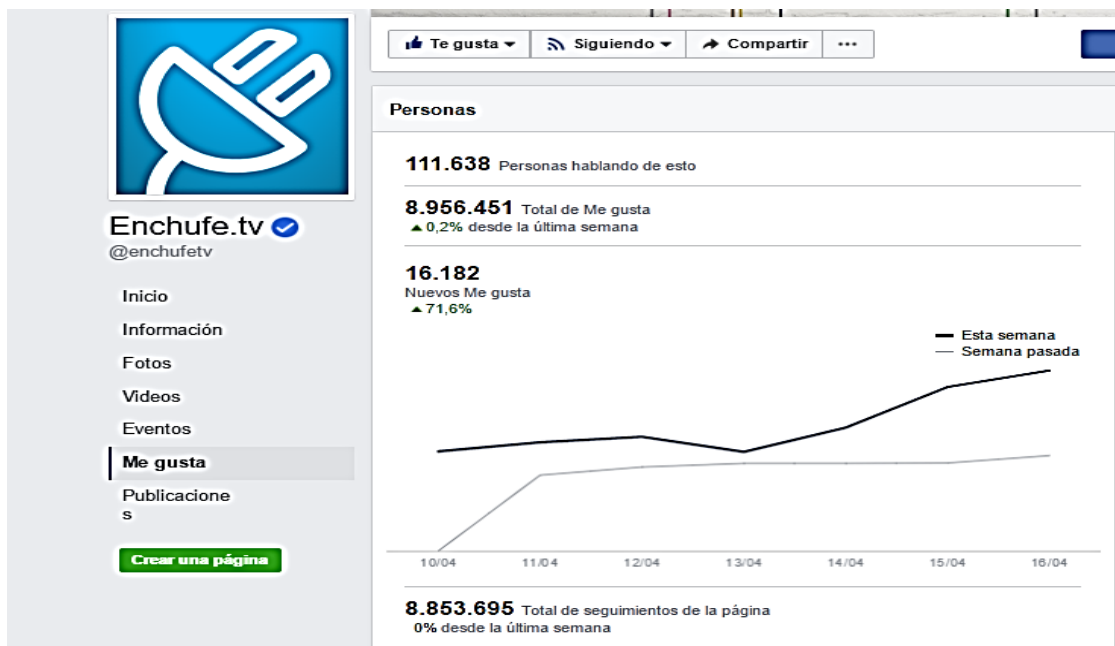 Te gusta
Siguiendo
Compartir
Personas
111.638 Personas hablando de esto
8.956.451 Total de Me gusta
0,2% desde la última semana
16.182
Nuevos Me gusta
71,6%
Esta semana
Semana pasada
10/04 11/04 12/04 13/04 14/04 15/04 16/04
8.853.695 Total de seguimientos de la página
0% desde la última semana
Enchufe.tv
@enchufetv
Inicio
Información
Fotos
Videos
Eventos
Me gusta
Publicacione
s
Crear una página